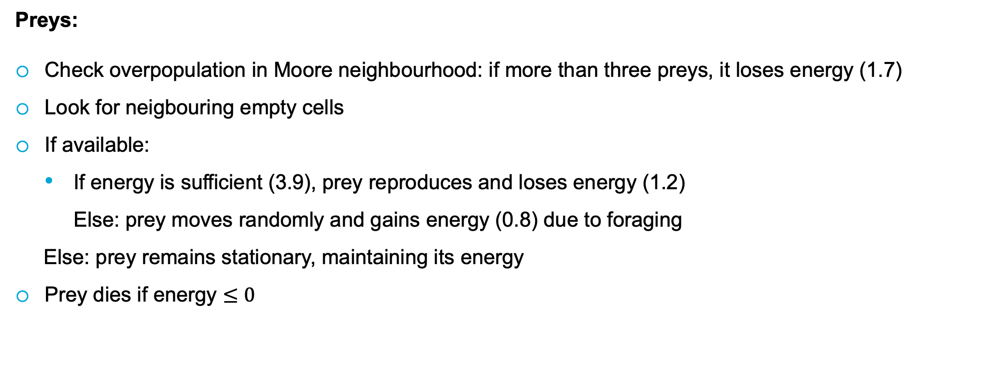 Preys:
Check overpopulation in Moore neighbourhood: if more than three preys, it loses energy (1.7)
Look for neigbouring empty cells
If available:
If energy is sufficient (3.9), prey reproduces and loses energy (1.2)
Else: prey moves randomly and gains energy (0.8) due to foraging
Else: prey remains stationary, maintaining its energy
Prey dies if energy ≤ 0